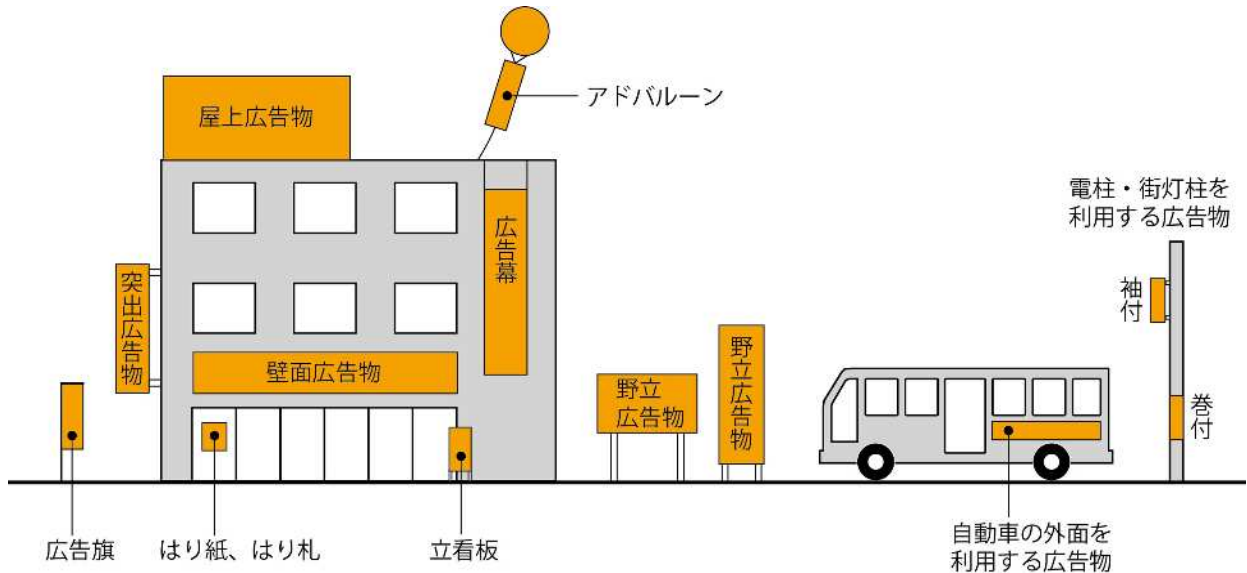 アドバルーン
屋上広告物
電柱・街灯柱を
利用する広告物
広告幕
突出広告物
袖付
野立広告物
壁面広告物
野立
広告物
巻付
広告旗
はり紙、はり札
立看板
自動車の外面を
利用する広告物